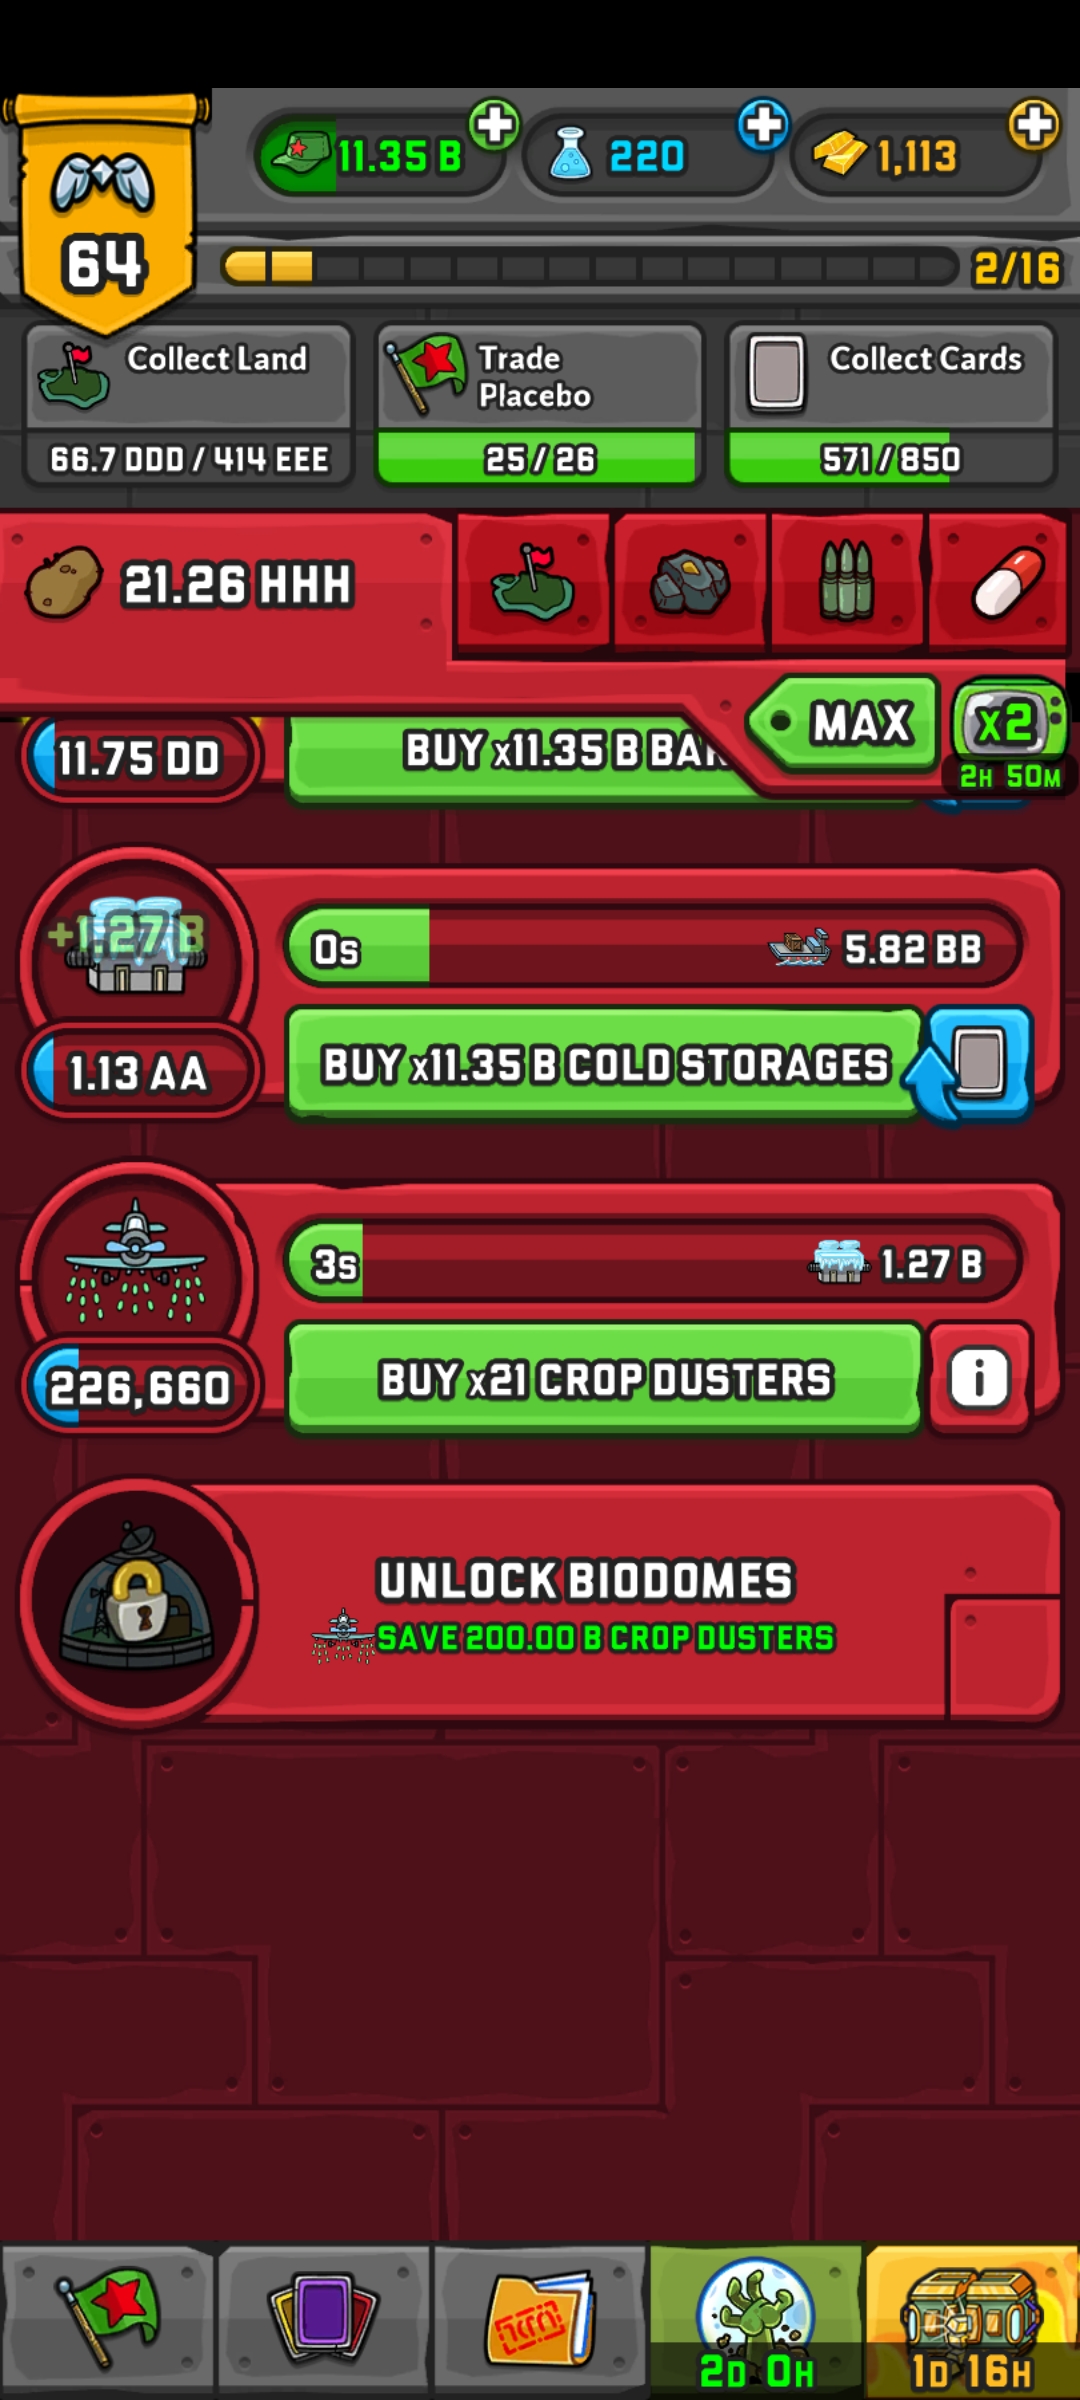 11.35 B
220
1,113
64
2/16
Collect Land
66.7 DDD / 414 EEE
Trade
Placebo
25 / 26
Collect Cards
571 / 850
21.26 HHH
MAX
x2
2H 50M
11.75 DD
BUY x11.35 B
+1.27 B
0s
5.82 BB
1.13 AA
BUY x11.35 B COLD STORAGES
3s
1.27 B
226,660
BUY x21 CROP DUSTERS
i
UNLOCK BIODOMES
SAVE 200.00 B CROP DUSTERS
2D 0H
1D 16H